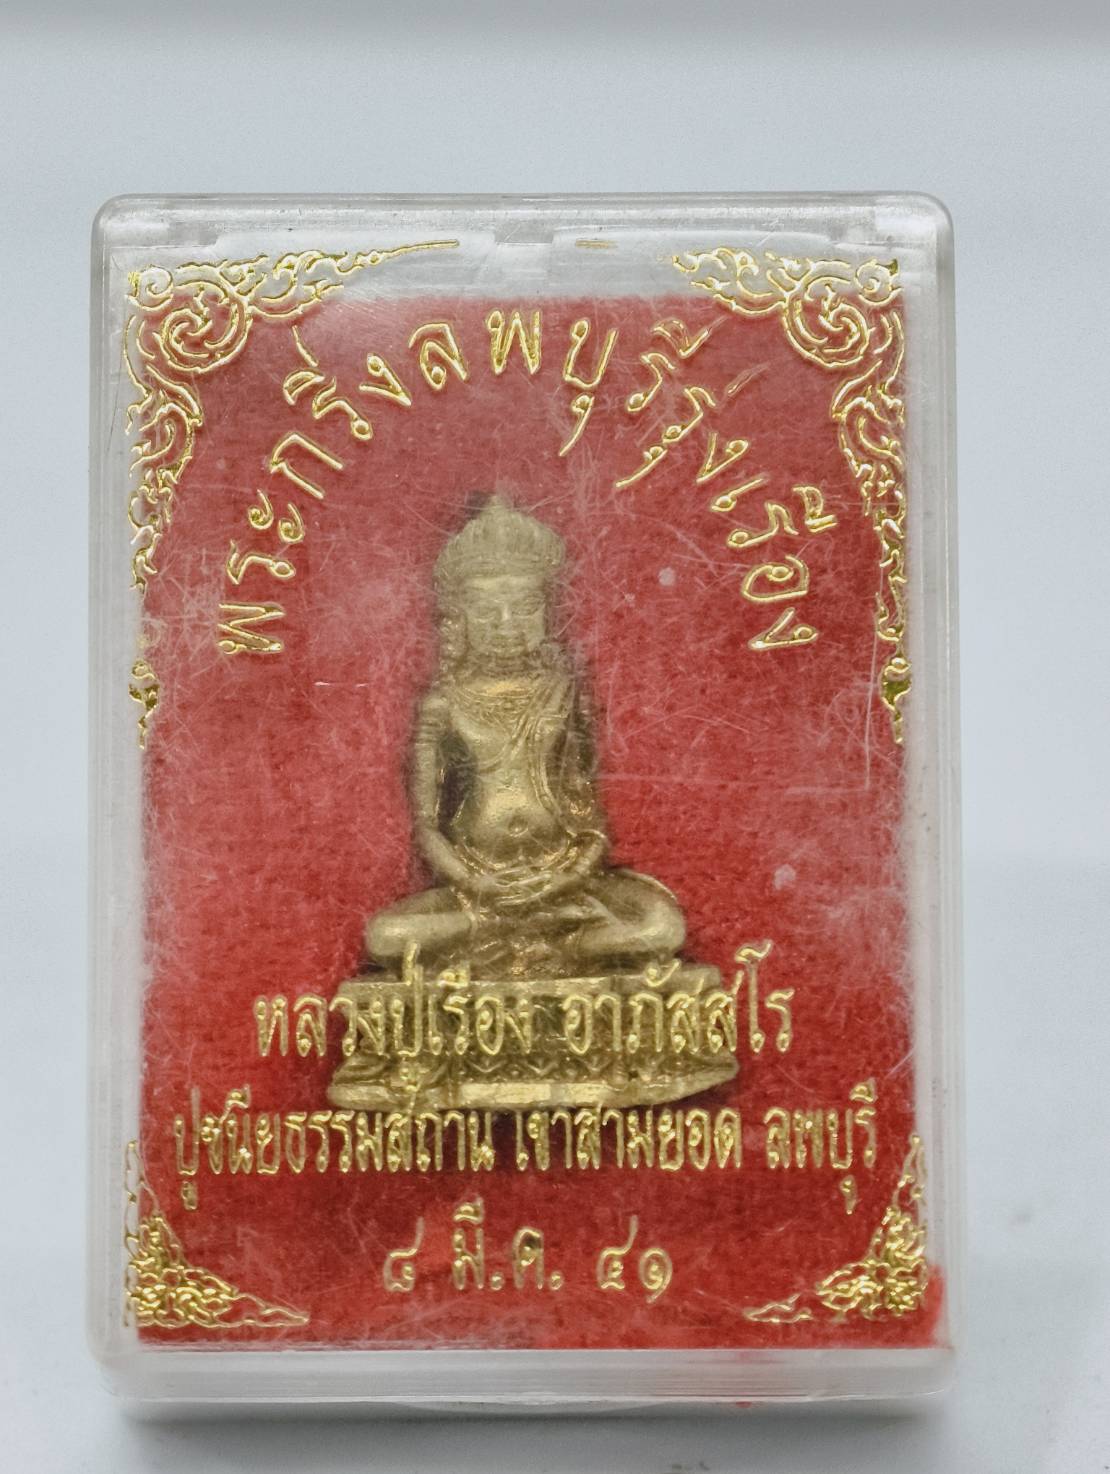 พระกริ่งลพบุรีรุ่งเรือง
หลวงปู่เรือง อาภัสสโร
ปูชนียธรรมสถาน เขาสามยอด ลพบุรี
๘ มี.ค. ๔๑